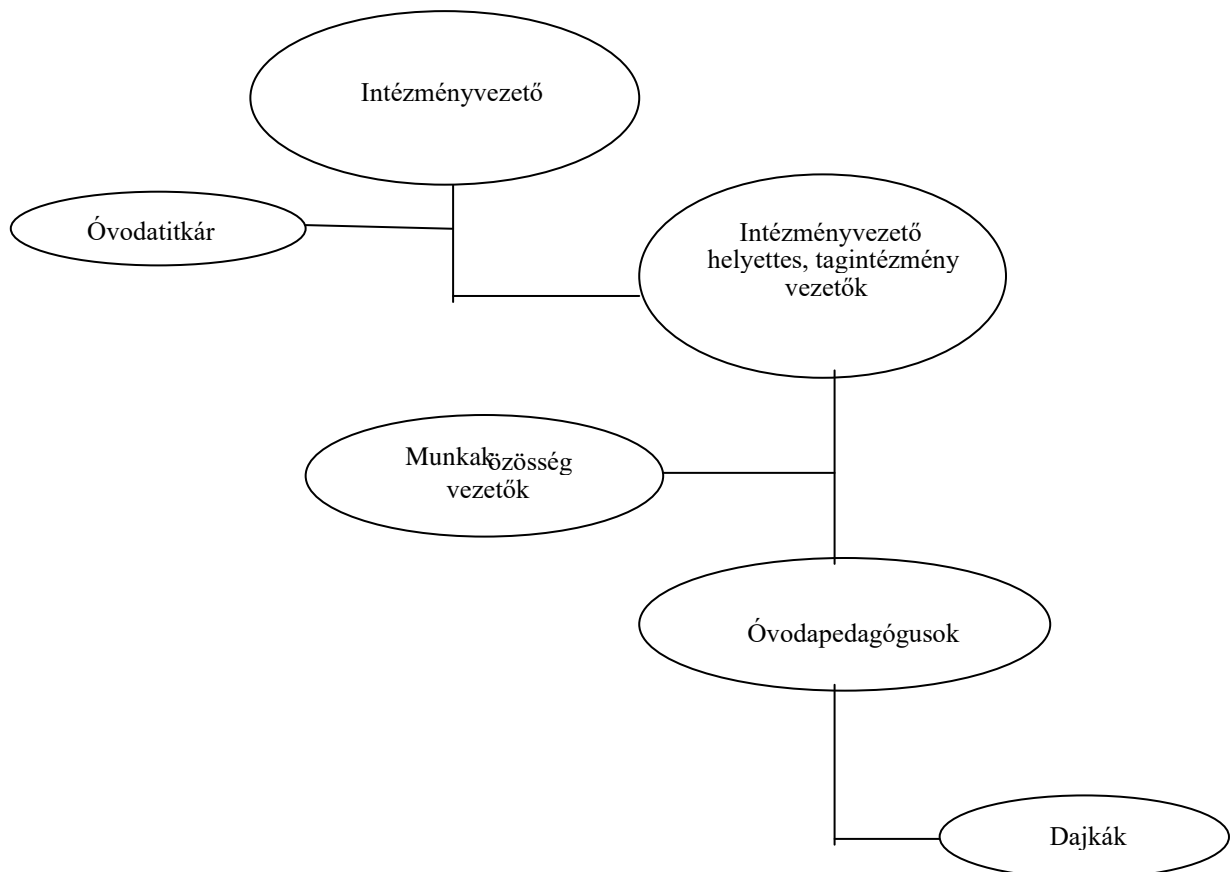 Intézményvezető
Óvodatitkár
Intézményvezető
helyettes, tagintézmény
vezetők
Munkaközösség
vezetők
Óvodapedagógusok
Dajkák